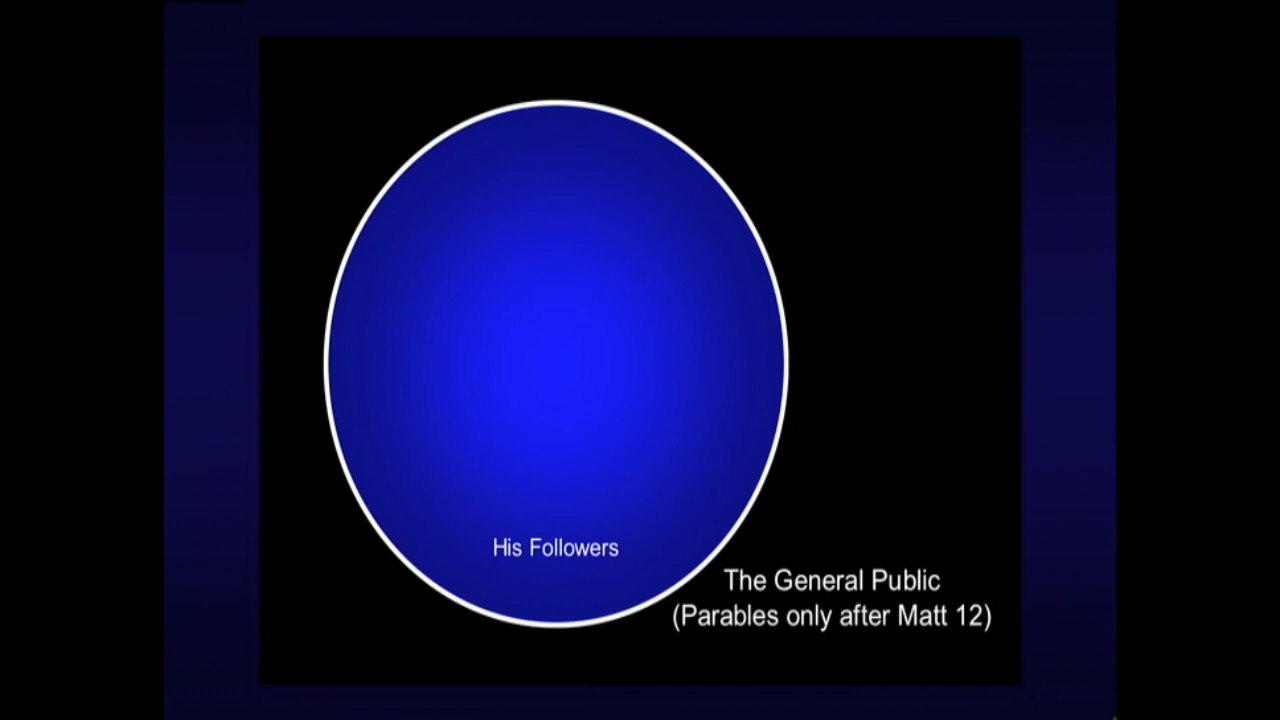 His Followers
The General Public
(Parables only after Matt 12)